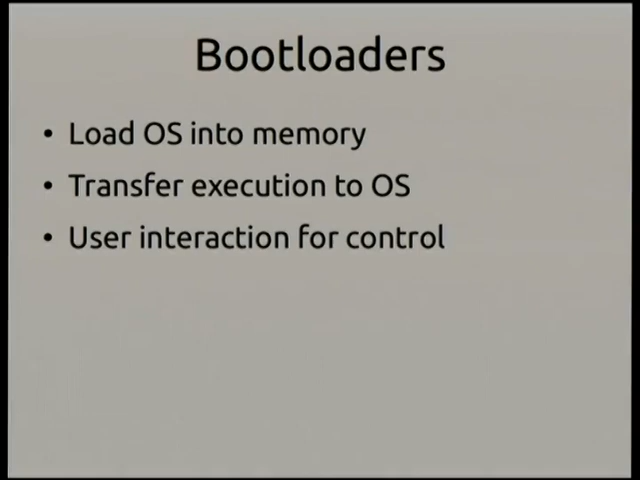 Bootloaders
• Load OS into memory
• Transfer execution to OS
• User interaction for control